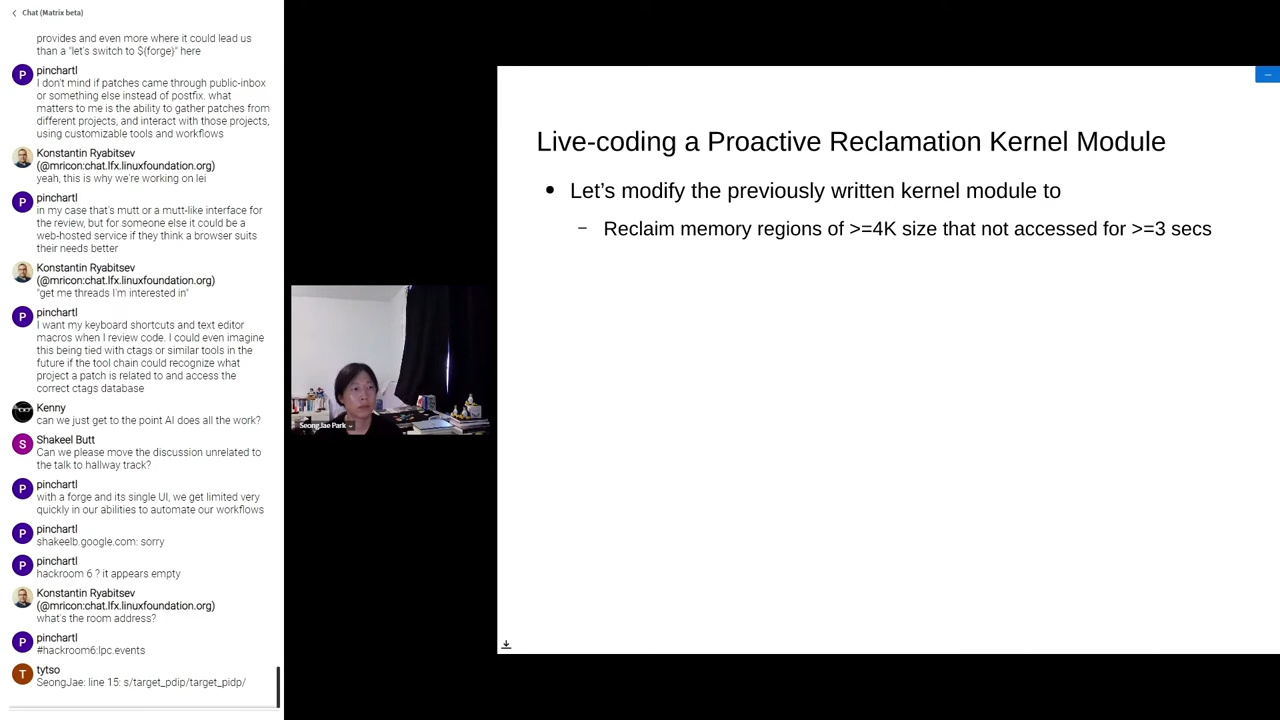 Chat (Matrix beta)
provides and even more where it could lead us
than a "let's switch to ${forge}" here
P
pinchartl
I don't mind if patches came through public-inbox
or something else instead of postfix. what
matters to me is the ability to gather patches from
different projects, and interact with those projects,
using customizable tools and workflows
Konstantin Ryabitsev
(@mricon:chat.lfx.linuxfoundation.org)
yeah, this is why we're working on lei
P
pinchartl
in my case that's mutt or a mutt-like interface for
the review, but for someone else it could be a
web-hosted service if they think a browser suits
their needs better
Konstantin Ryabitsev
(@mricon:chat.lfx.linuxfoundation.org)
"get me threads I'm interested in"
P
pinchartl
I want my keyboard shortcuts and text editor
macros when I review code. I could even imagine
this being tied with ctags or similar tools in the
future if the tool chain could recognize what
project a patch is related to and access the
correct ctags database
Kenny
can we just get to the point AI does all the work?
S
Shakeel Butt
Can we please move the discussion unrelated to
the talk to hallway track?
P
pinchartl
with a forge and its single UI, we get limited very
quickly in our abilities to automate our workflows
P
pinchartl
shakeelb.google.com: sorry
P
pinchartl
hackroom 6 ? it appears empty
Konstantin Ryabitsev
(@mricon:chat.lfx.linuxfoundation.org)
what's the room address?
P
pinchartl
#hackroom6:lpc.events
T
tytso
SeongJae: line 15: s/target_pdip/target_pidp/
SeongJae Park
Live-coding a Proactive Reclamation Kernel Module
● Let's modify the previously written kernel module to
– Reclaim memory regions of >=4K size that not accessed for >=3 secs